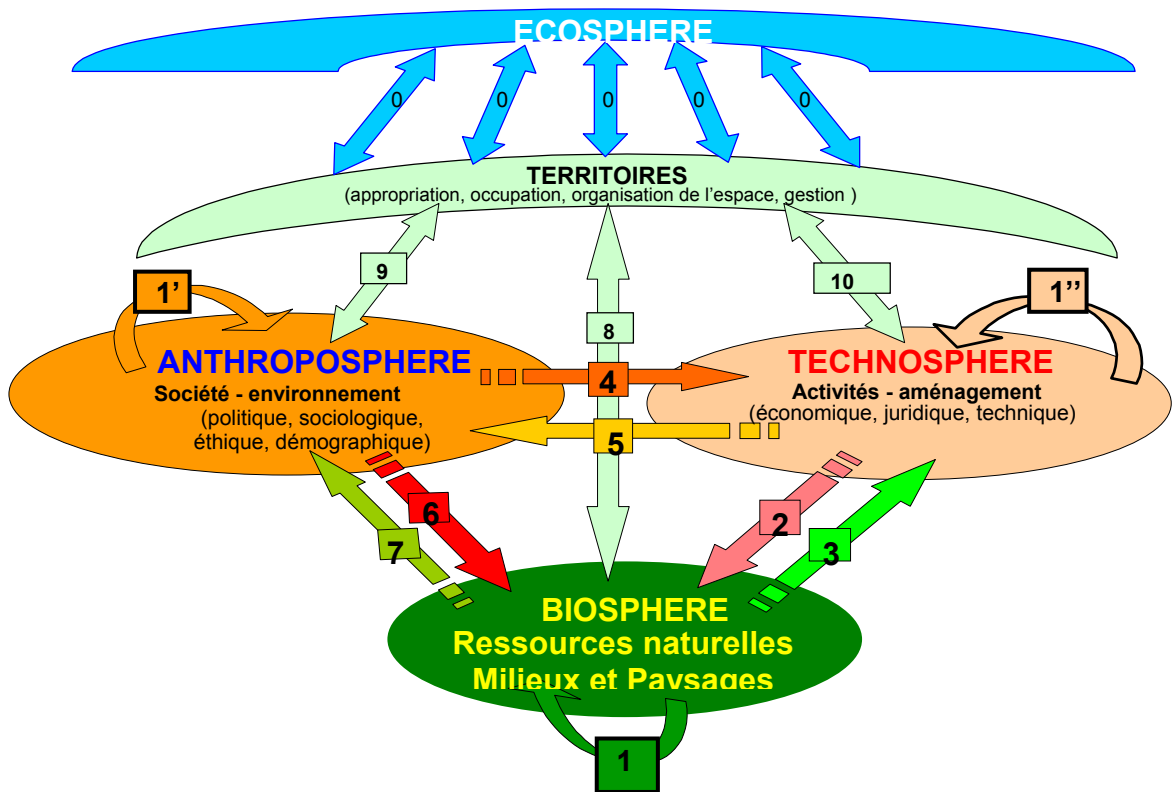 ECOSPHERE
0 0 0 0 0
TERRITOIRES
(appropriation, occupation, organisation de l'espace, gestion )
9
10
1'
1''
8
ANTHROPOSPHERE
Société - environnement
(politique, sociologique,
éthique, démographique)
TECHNOSPHERE
Activités - aménagement
(économique, juridique, technique)
4
5
6
7
2
3
BIOSPHERE
Ressources naturelles
Milieux et Paysages
1